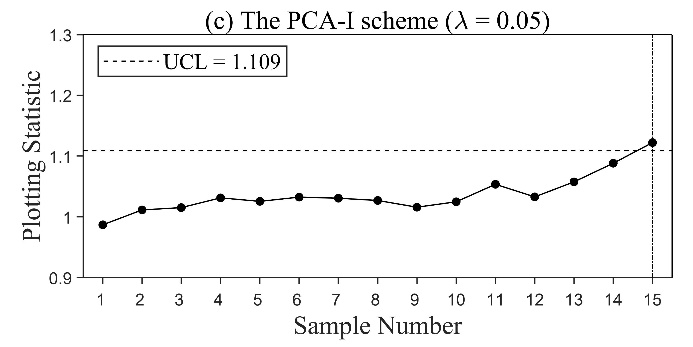 (c) The PCA-I scheme (λ = 0.05)
1.3
UCL = 1.109
1.2
1.1
1
0.9
Plotting Statistic
1 2 3 4 5 6 7 8 9 10 11 12 13 14 15
Sample Number